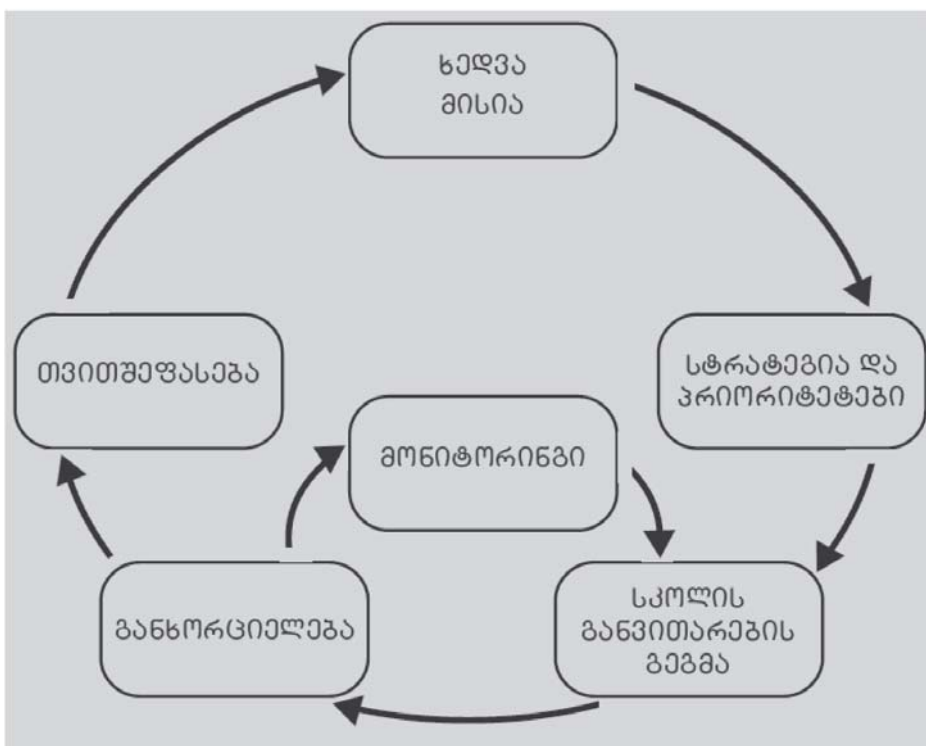 ხედვა
მისია
თვითშეფასება
სტრატეგია და
პრიორიტეტები
მონიტორინგი
განხორციელება
სკოლის
განვითარების
გეგმა